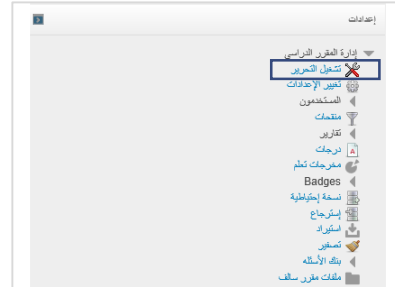 إعدادات
إدارة المقرر الدراسي
تشغيل التحرير
تغيير الإعدادات
المستخدمون
منقحات
تقارير
درجات
مخرجات تعلم
Badges
نسخة إحتياطية
إسترجاع
استيراد
تصفير
بنك الأسئله
ملفات مقرر سالف